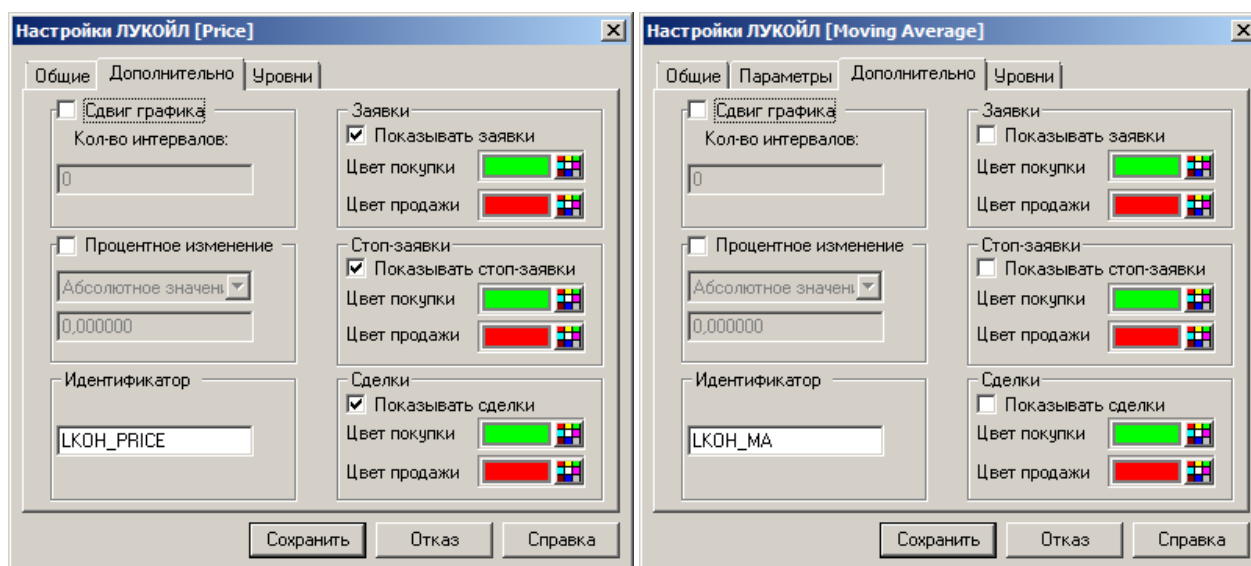 Настройки ЛУКОЙЛ [Price]
Общие Дополнительно Уровни
Сдвиг графика
Кол-во интервалов:
0
Процентное изменение
Абсолютное значени
0,000000
Идентификатор
LKOH_PRICE
Заявки
Показывать заявки
Цвет покупки
Цвет продажи
Стоп-заявки
Показывать стоп-заявки
Цвет покупки
Цвет продажи
Сделки
Показывать сделки
Цвет покупки
Цвет продажи
Сохранить Отказ Справка
Настройки ЛУКОЙЛ [Moving Average]
Общие Параметры Дополнительно Уровни
Сдвиг графика
Кол-во интервалов:
0
Процентное изменение
Абсолютное значени
0,000000
Идентификатор
LKOH_MA
Заявки
Показывать заявки
Цвет покупки
Цвет продажи
Стоп-заявки
Показывать стоп-заявки
Цвет покупки
Цвет продажи
Сделки
Показывать сделки
Цвет покупки
Цвет продажи
Сохранить Отказ Справка